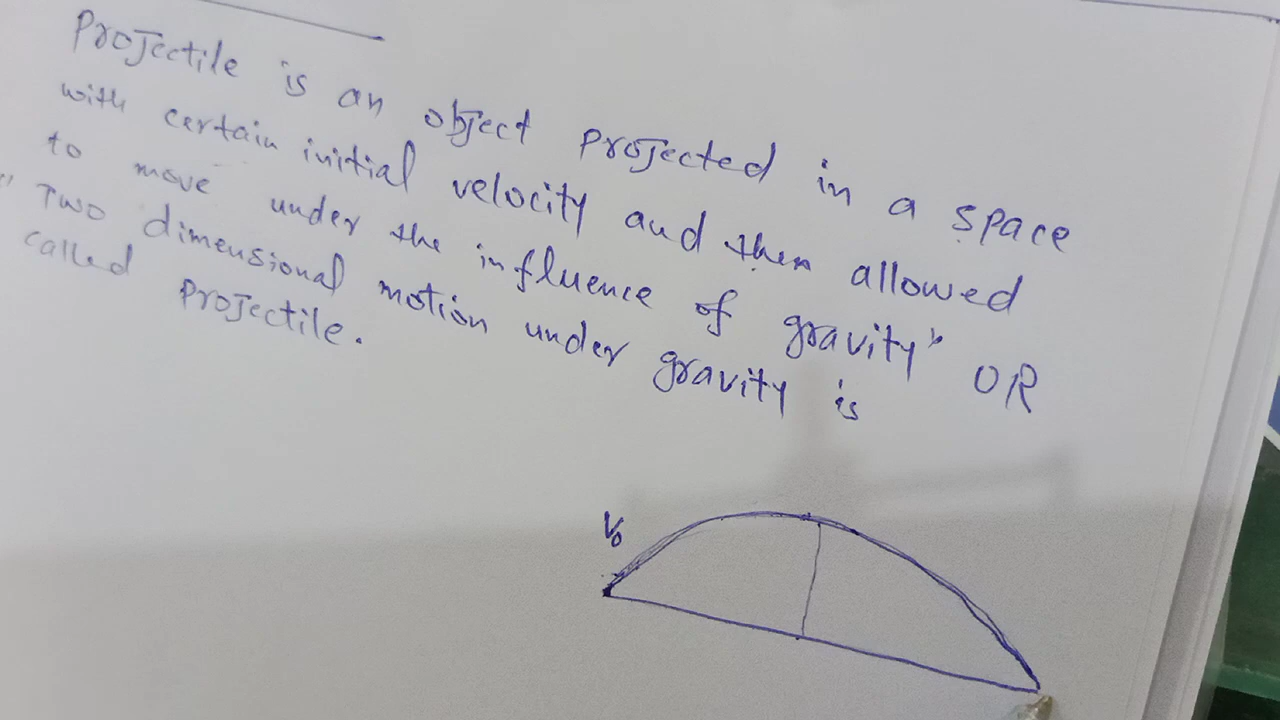 Projectile is an object projected in a space
with certain initial velocity and then allowed
to move under the influence of gravity" OR
" Two dimensional motion under gravity is
called projectile.
V₀